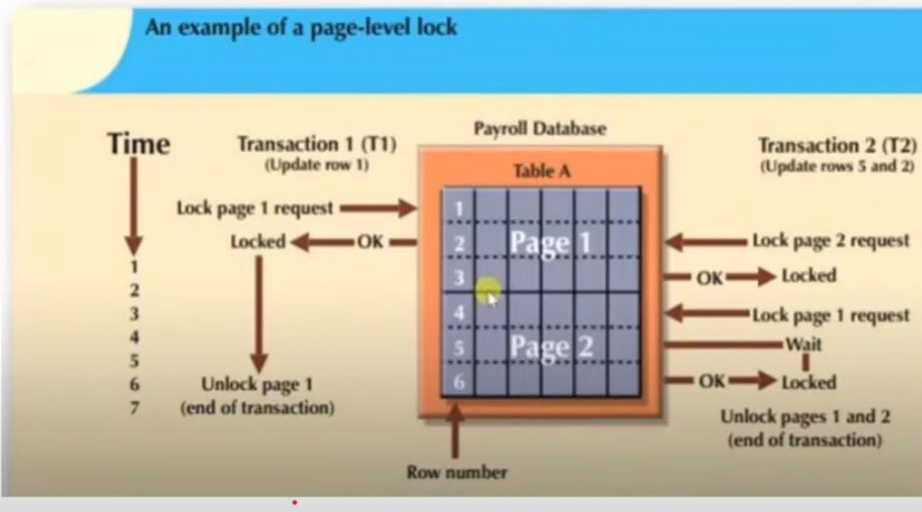 An example of a page-level lock
Time
1
2
3
4
5
6
7
Transaction 1 (T1)
(Update row 1)
Lock page 1 request
Locked
OK
Unlock page 1
(end of transaction)
Payroll Database
Table A
1
2
3
4
5
6
Page 1
Page 2
Row number
Transaction 2 (T2)
(Update rows 5 and 2)
Lock page 2 request
OK
Locked
Lock page 1 request
Wait
OK
Locked
Unlock pages 1 and 2
(end of transaction)